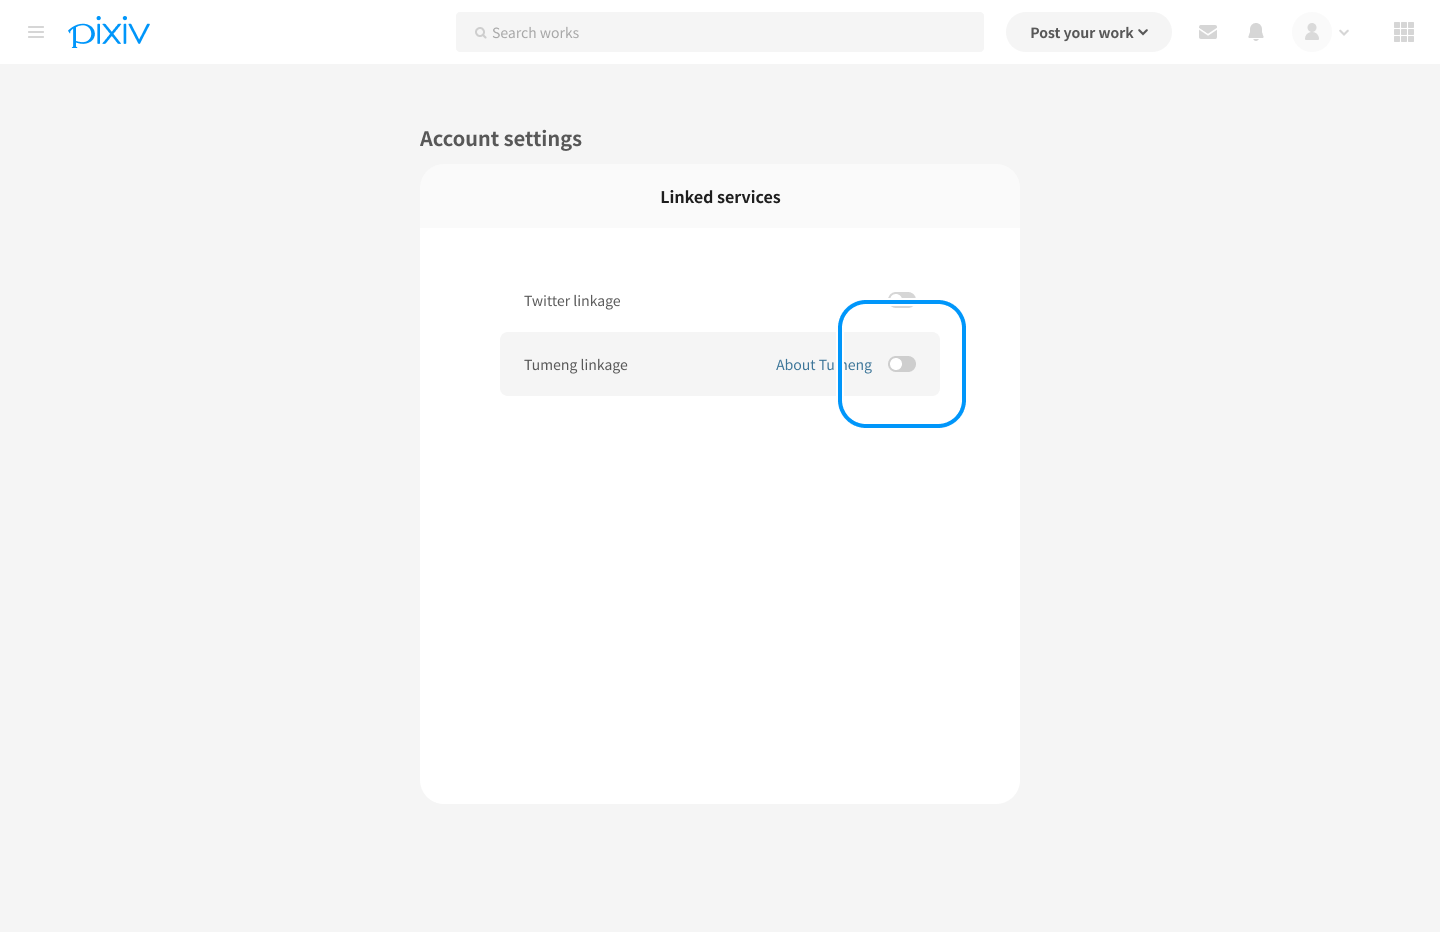 pixiv
Search works
Post your work
Account settings
Linked services
Twitter linkage
Tumeng linkage
About Tumeng